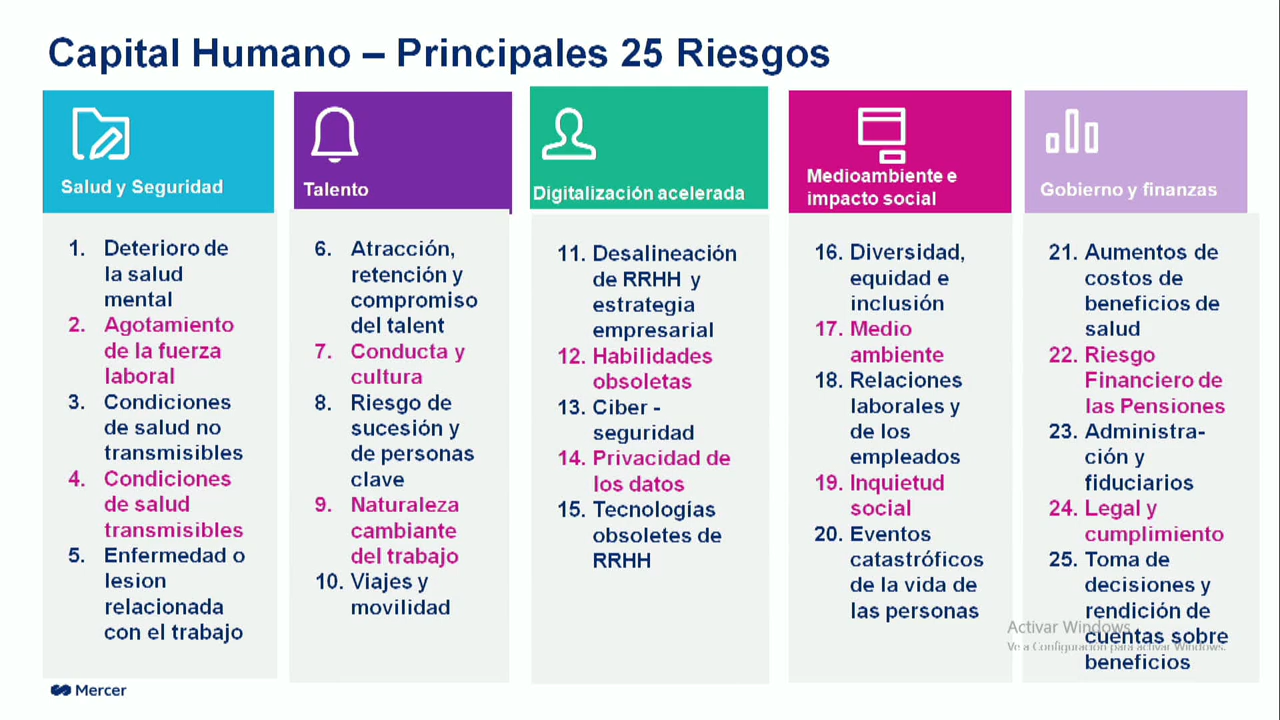 Capital Humano – Principales 25 Riesgos
Salud y Seguridad
1. Deterioro de
la salud
mental
2. Agotamiento
de la fuerza
laboral
3. Condiciones
de salud no
transmisibles
4. Condiciones
de salud
transmisibles
5. Enfermedad o
lesion
relacionada
con el trabajo
Talento
6. Atracción,
retención y
compromiso
del talent
7. Conducta y
cultura
8. Riesgo de
sucesión y
de personas
clave
9. Naturaleza
cambiante
del trabajo
10. Viajes y
movilidad
Digitalización acelerada
11. Desalineación
de RRHH y
estrategia
empresarial
12. Habilidades
obsoletas
13. Ciber -
seguridad
14. Privacidad de
los datos
15. Tecnologías
obsoletes de
RRHH
Medioambiente e
impacto social
16. Diversidad,
equidad e
inclusión
17. Medio
ambiente
18. Relaciones
laborales y
de los
empleados
19. Inquietud
social
20. Eventos
catastróficos
de la vida de
las personas
Gobierno y finanzas
21. Aumentos de
costos de
beneficios de
salud
22. Riesgo
Financiero de
las Pensiones
23. Administra-
ción y
fiduciarios
24. Legal y
cumplimiento
25. Toma de
decisiones y
rendición de
cuentas sobre
beneficios
Activar Windows
Ve a Configuración para activar Windows.
Mercer